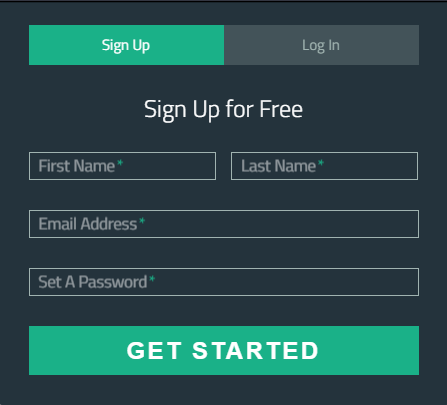 Sign Up Log In
Sign Up for Free
First Name* Last Name*
Email Address*
Set A Password*
GET STARTED